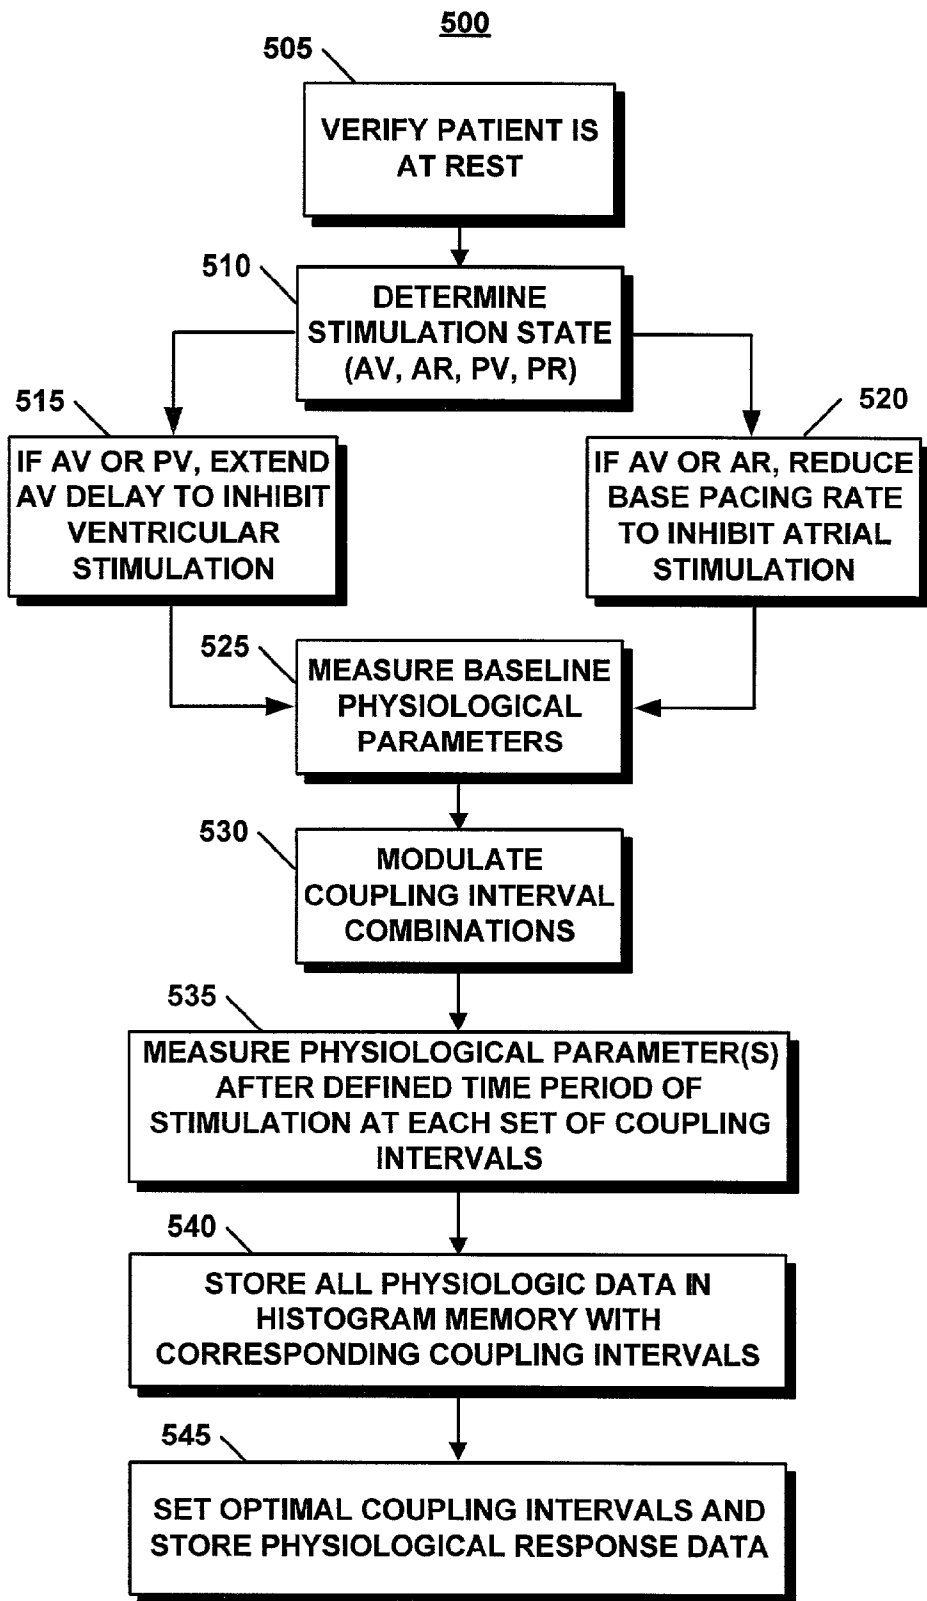 500
505
VERIFY PATIENT IS
AT REST
510
DETERMINE
STIMULATION STATE
(AV, AR, PV, PR)
515
IF AV OR PV, EXTEND
AV DELAY TO INHIBIT
VENTRICULAR
STIMULATION
520
IF AV OR AR, REDUCE
BASE PACING RATE
TO INHIBIT ATRIAL
STIMULATION
525
MEASURE BASELINE
PHYSIOLOGICAL
PARAMETERS
530
MODULATE
COUPLING INTERVAL
COMBINATIONS
535
MEASURE PHYSIOLOGICAL PARAMETER(S)
AFTER DEFINED TIME PERIOD OF
STIMULATION AT EACH SET OF COUPLING
INTERVALS
540
STORE ALL PHYSIOLOGIC DATA IN
HISTOGRAM MEMORY WITH
CORRESPONDING COUPLING INTERVALS
545
SET OPTIMAL COUPLING INTERVALS AND
STORE PHYSIOLOGICAL RESPONSE DATA